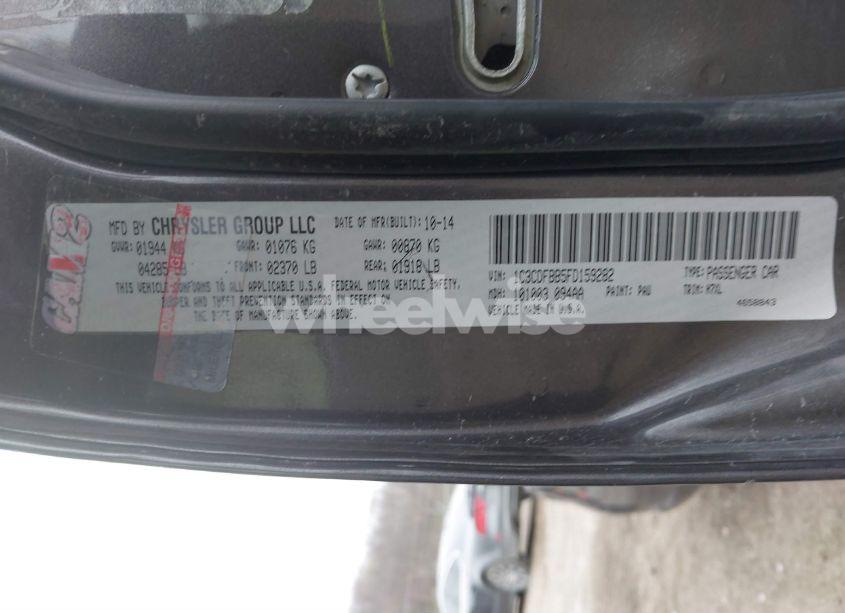 CAM 2
MFD BY CHRYSLER GROUP LLC DATE OF MFR(BUILT): 10-14
GVWR: 01944 GAWR: 01076 KG GAWR: 00870 KG
04285 LB FRONT: 02370 LB REAR: 01918 LB
THIS VEHICLE CONFORMS TO ALL APPLICABLE U.S.A. FEDERAL MOTOR VEHICLE SAFETY,
BUMPER AND THEFT PREVENTION STANDARDS IN EFFECT ON
THE DATE OF MANUFACTURE SHOWN ABOVE.
VIN: 1C3CDFBB5FD159282 TYPE: PASSENGER CAR
MDH: 101003 094AA PAINT: PAU TRIM: M7XL
VEHICLE MADE IN U.S.A. 4658843
wheelwise